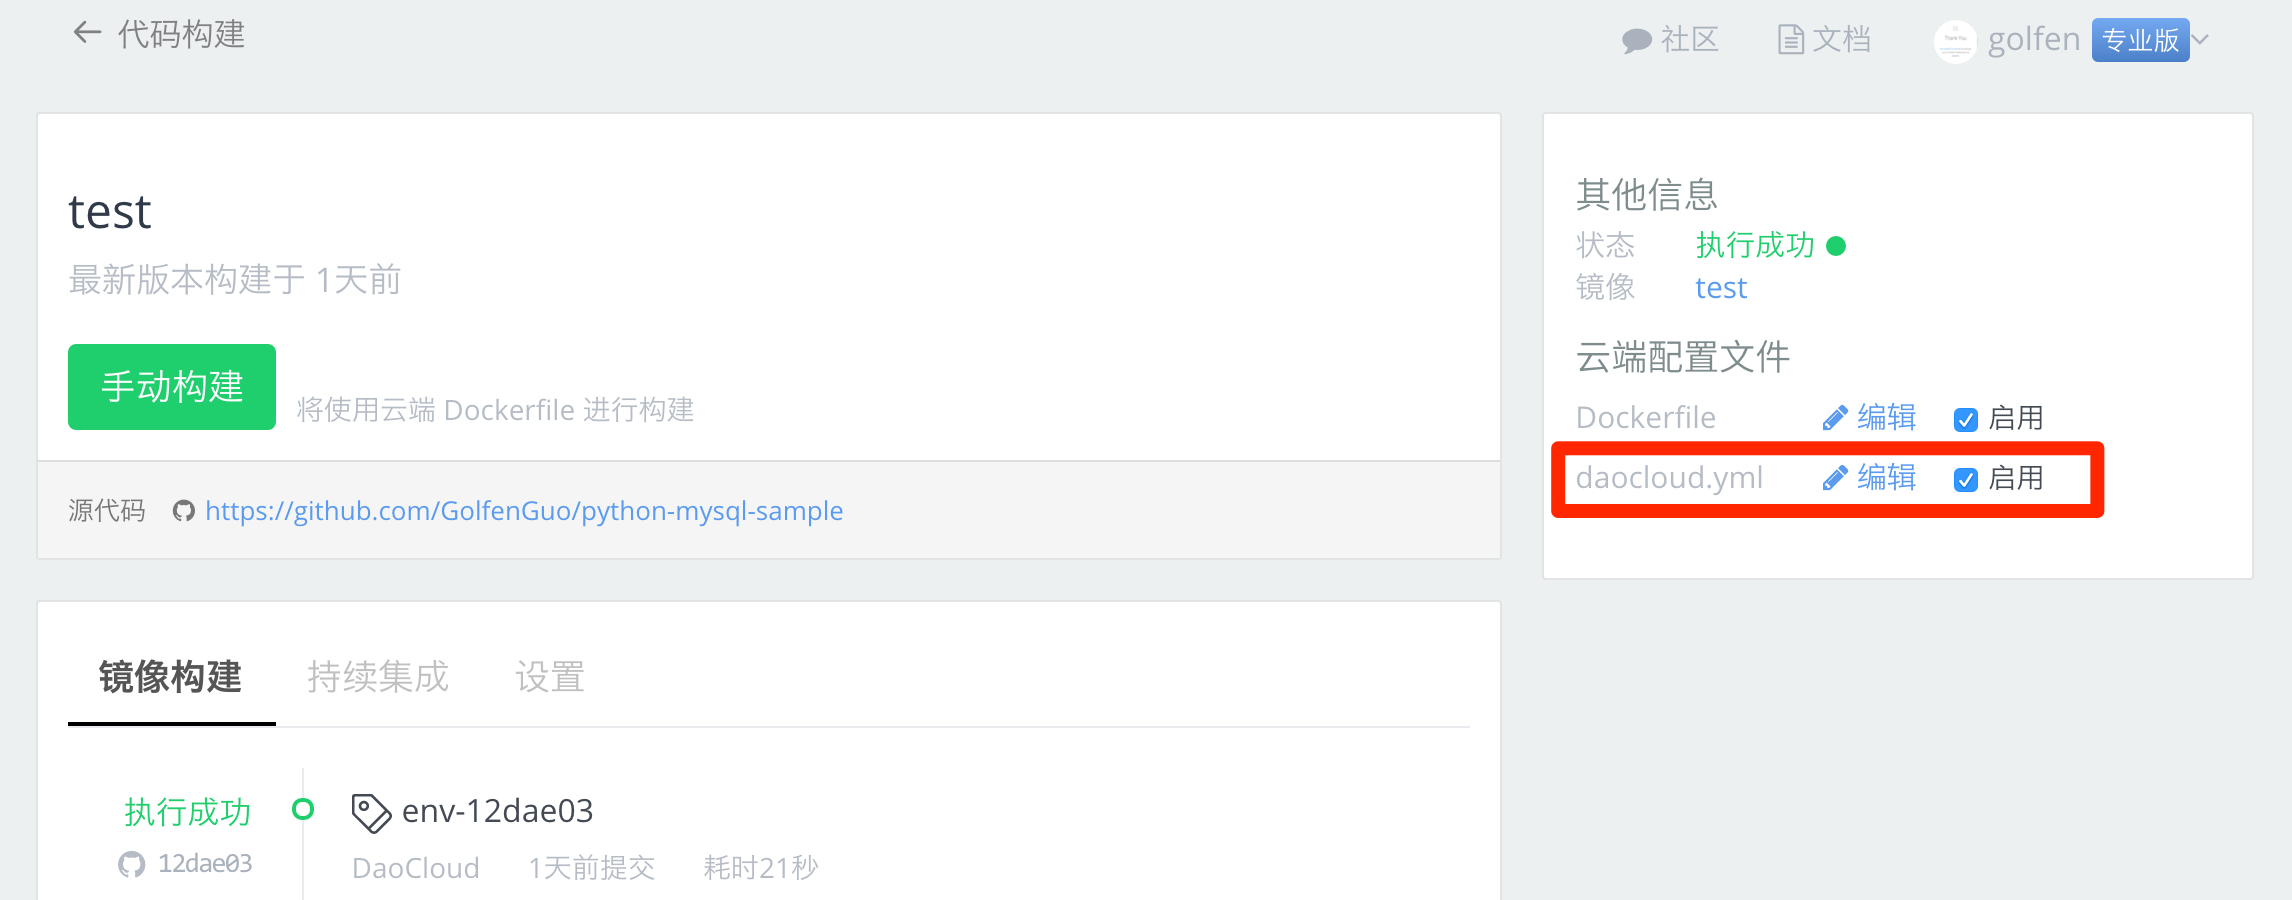 代码构建
社区 文档 golfen 专业版
test
最新版本构建于 1天前
手动构建 将使用云端 Dockerfile 进行构建
源代码 https://github.com/GolfenGuo/python-mysql-sample
其他信息
状态 执行成功
镜像 test
云端配置文件
Dockerfile 编辑 启用
daocloud.yml 编辑 启用
镜像构建 持续集成 设置
执行成功 env-12dae03
12dae03 DaoCloud 1天前提交 耗时21秒